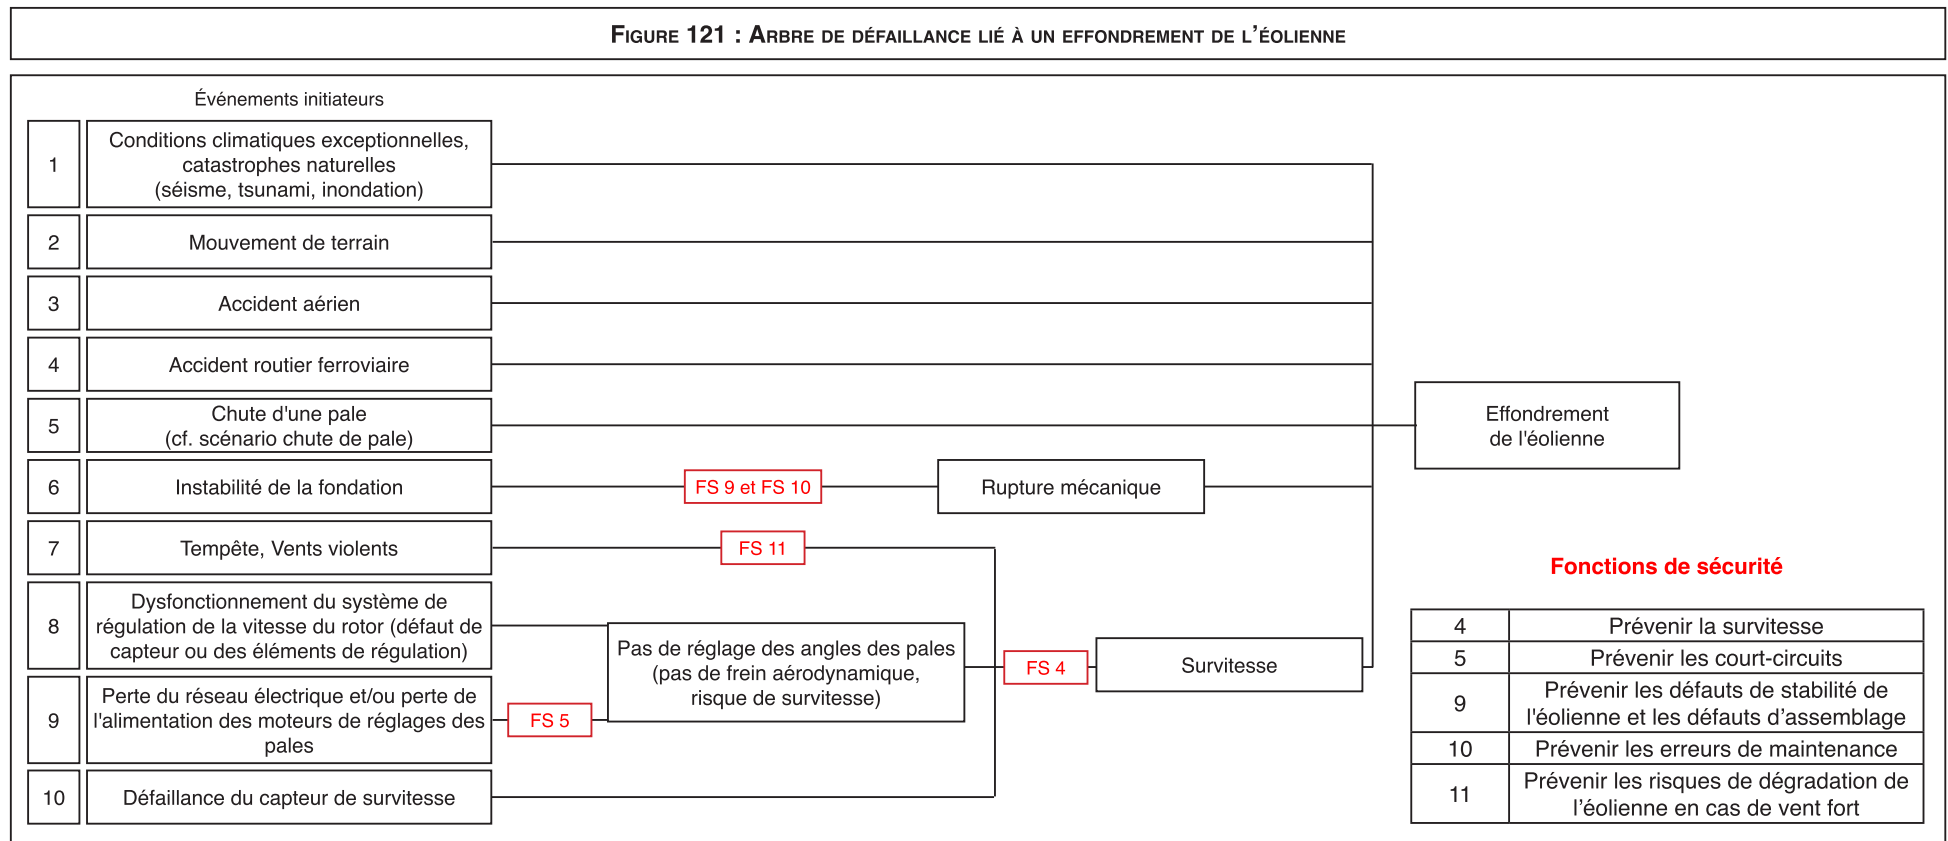 FIGURE 121 : ARBRE DE DÉFAILLANCE LIÉ À UN EFFONDREMENT DE L'ÉOLIENNE
Événements initiateurs
1
Conditions climatiques exceptionnelles,
catastrophes naturelles
(séisme, tsunami, inondation)
2
Mouvement de terrain
3
Accident aérien
4
Accident routier ferroviaire
5
Chute d'une pale
(cf. scénario chute de pale)
Effondrement
de l'éolienne
6
Instabilité de la fondation
FS 9 et FS 10
Rupture mécanique
7
Tempête, Vents violents
FS 11
8
Dysfonctionnement du système de
régulation de la vitesse du rotor (défaut de
capteur ou des éléments de régulation)
Pas de réglage des angles des pales
(pas de frein aérodynamique,
risque de survitesse)
FS 4
Survitesse
9
Perte du réseau électrique et/ou perte de
l'alimentation des moteurs de réglages des
pales
FS 5
10
Défaillance du capteur de survitesse
Fonctions de sécurité
4
Prévenir la survitesse
5
Prévenir les court-circuits
9
Prévenir les défauts de stabilité de
l'éolienne et les défauts d'assemblage
10
Prévenir les erreurs de maintenance
11
Prévenir les risques de dégradation de
l'éolienne en cas de vent fort